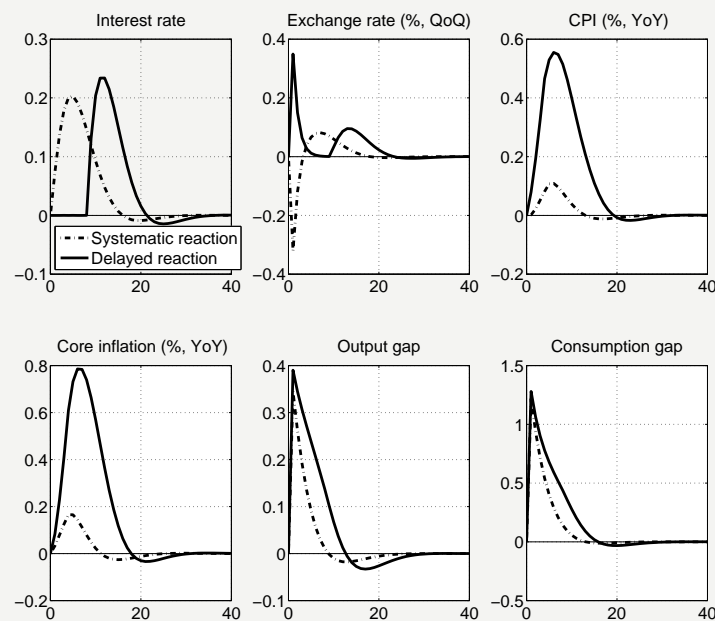 Interest rate
0.3
0.2
0.1
0
−0.1
0 20 40
Systematic reaction
Delayed reaction
Exchange rate (%, QoQ)
0.4
0.2
0
−0.2
−0.4
0 20 40
CPI (%, YoY)
0.6
0.4
0.2
0
−0.2
0 20 40
Core inflation (%, YoY)
0.8
0.6
0.4
0.2
0
−0.2
0 20 40
Output gap
0.4
0.3
0.2
0.1
0
−0.1
0 20 40
Consumption gap
1.5
1
0.5
0
−0.5
0 20 40